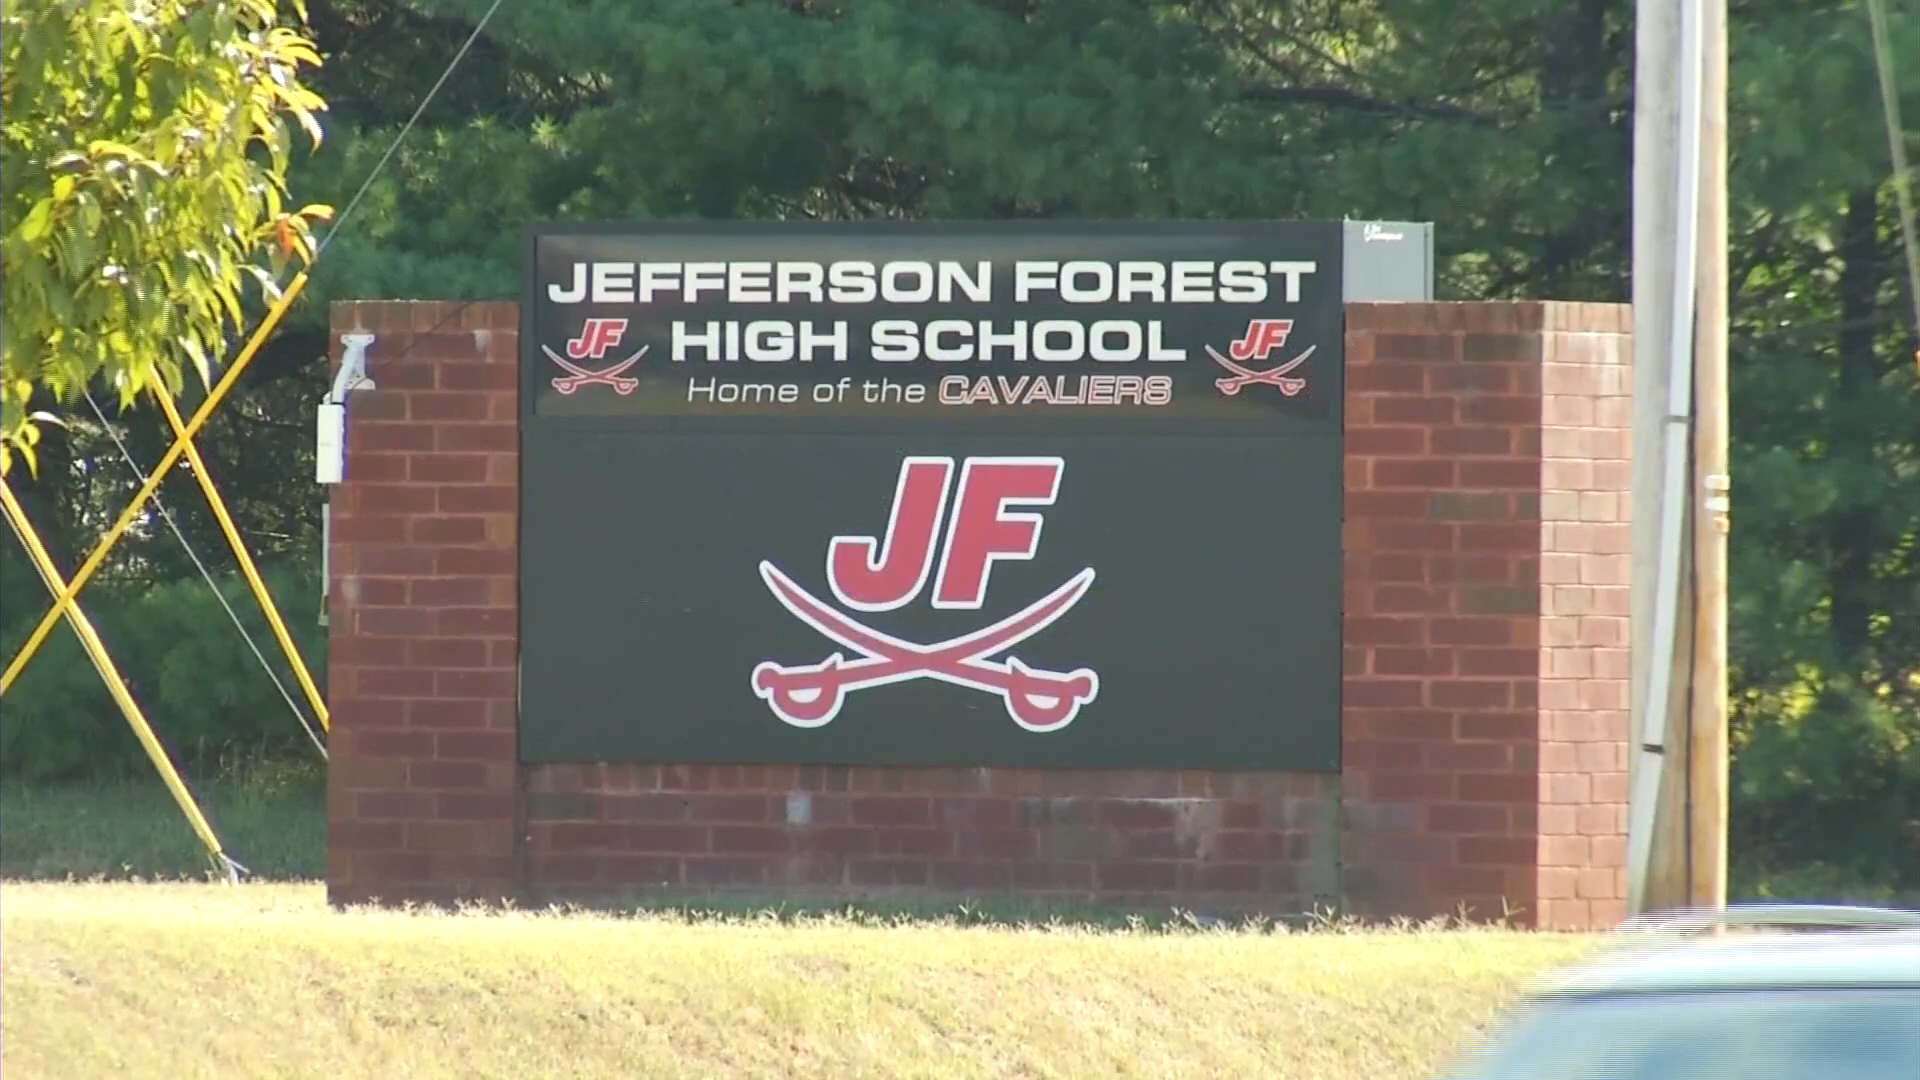 JEFFERSON FOREST
JF HIGH SCHOOL JF
Home of the CAVALIERS
JF